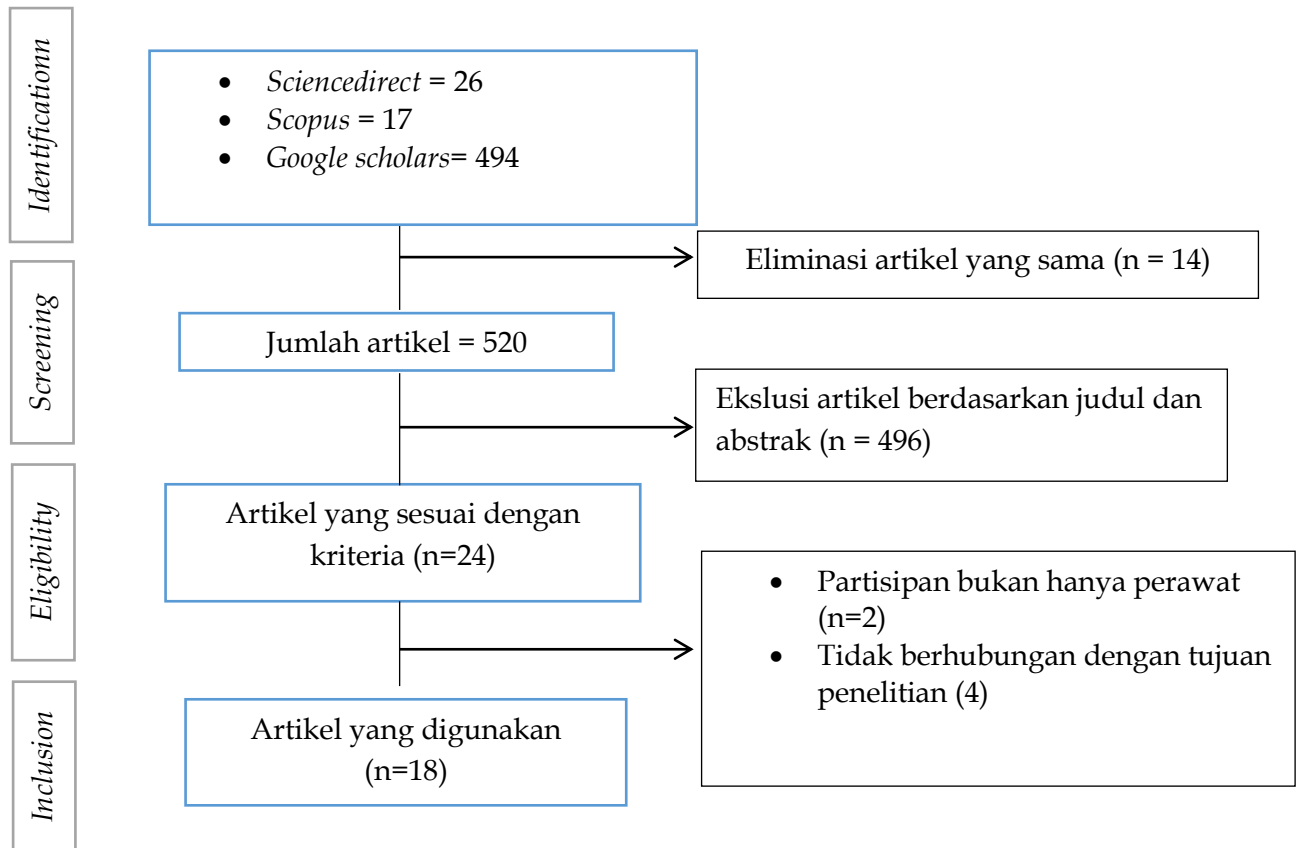 Identificationn
• Sciencedirect = 26
• Scopus = 17
• Google scholars= 494
Eliminasi artikel yang sama (n = 14)
Screening
Jumlah artikel = 520
Ekslusi artikel berdasarkan judul dan
abstrak (n = 496)
Eligibility
Artikel yang sesuai dengan
kriteria (n=24)
• Partisipan bukan hanya perawat
(n=2)
• Tidak berhubungan dengan tujuan
penelitian (4)
Inclusion
Artikel yang digunakan
(n=18)